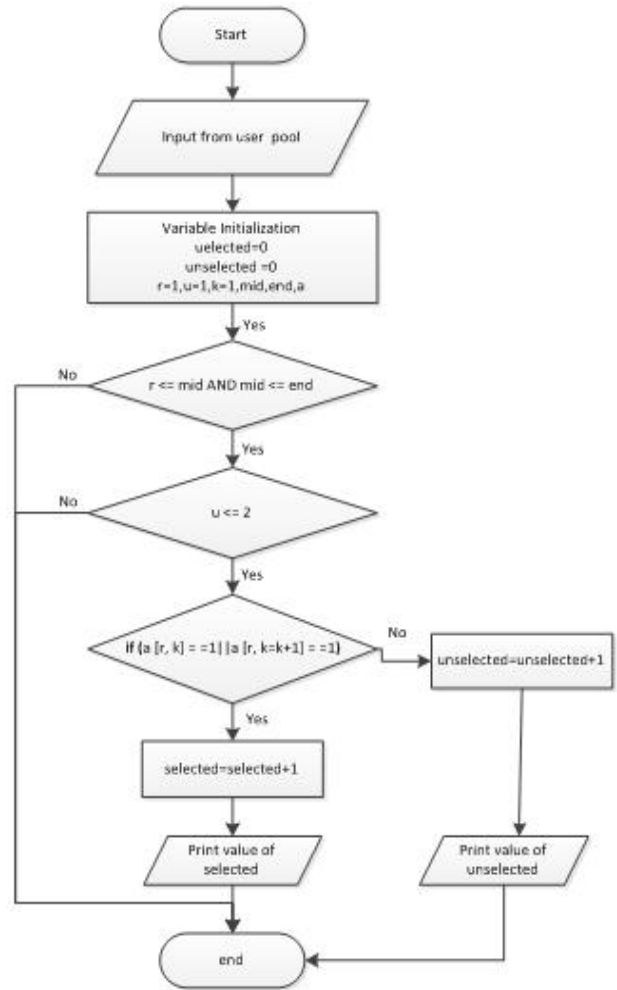 Start
Input from user pool
Variable Initialization
uelected=0
unselected =0
r=1,u=1,k=1,mid,end,a
Yes
No
r <= mid AND mid <= end
Yes
No
u <= 2
Yes
if (a [r, k] = =1| ||a [r, k=k+1] = =1)
No
unselected=unselected+1
Yes
selected=selected+1
Print value of
selected
Print value of
unselected
end